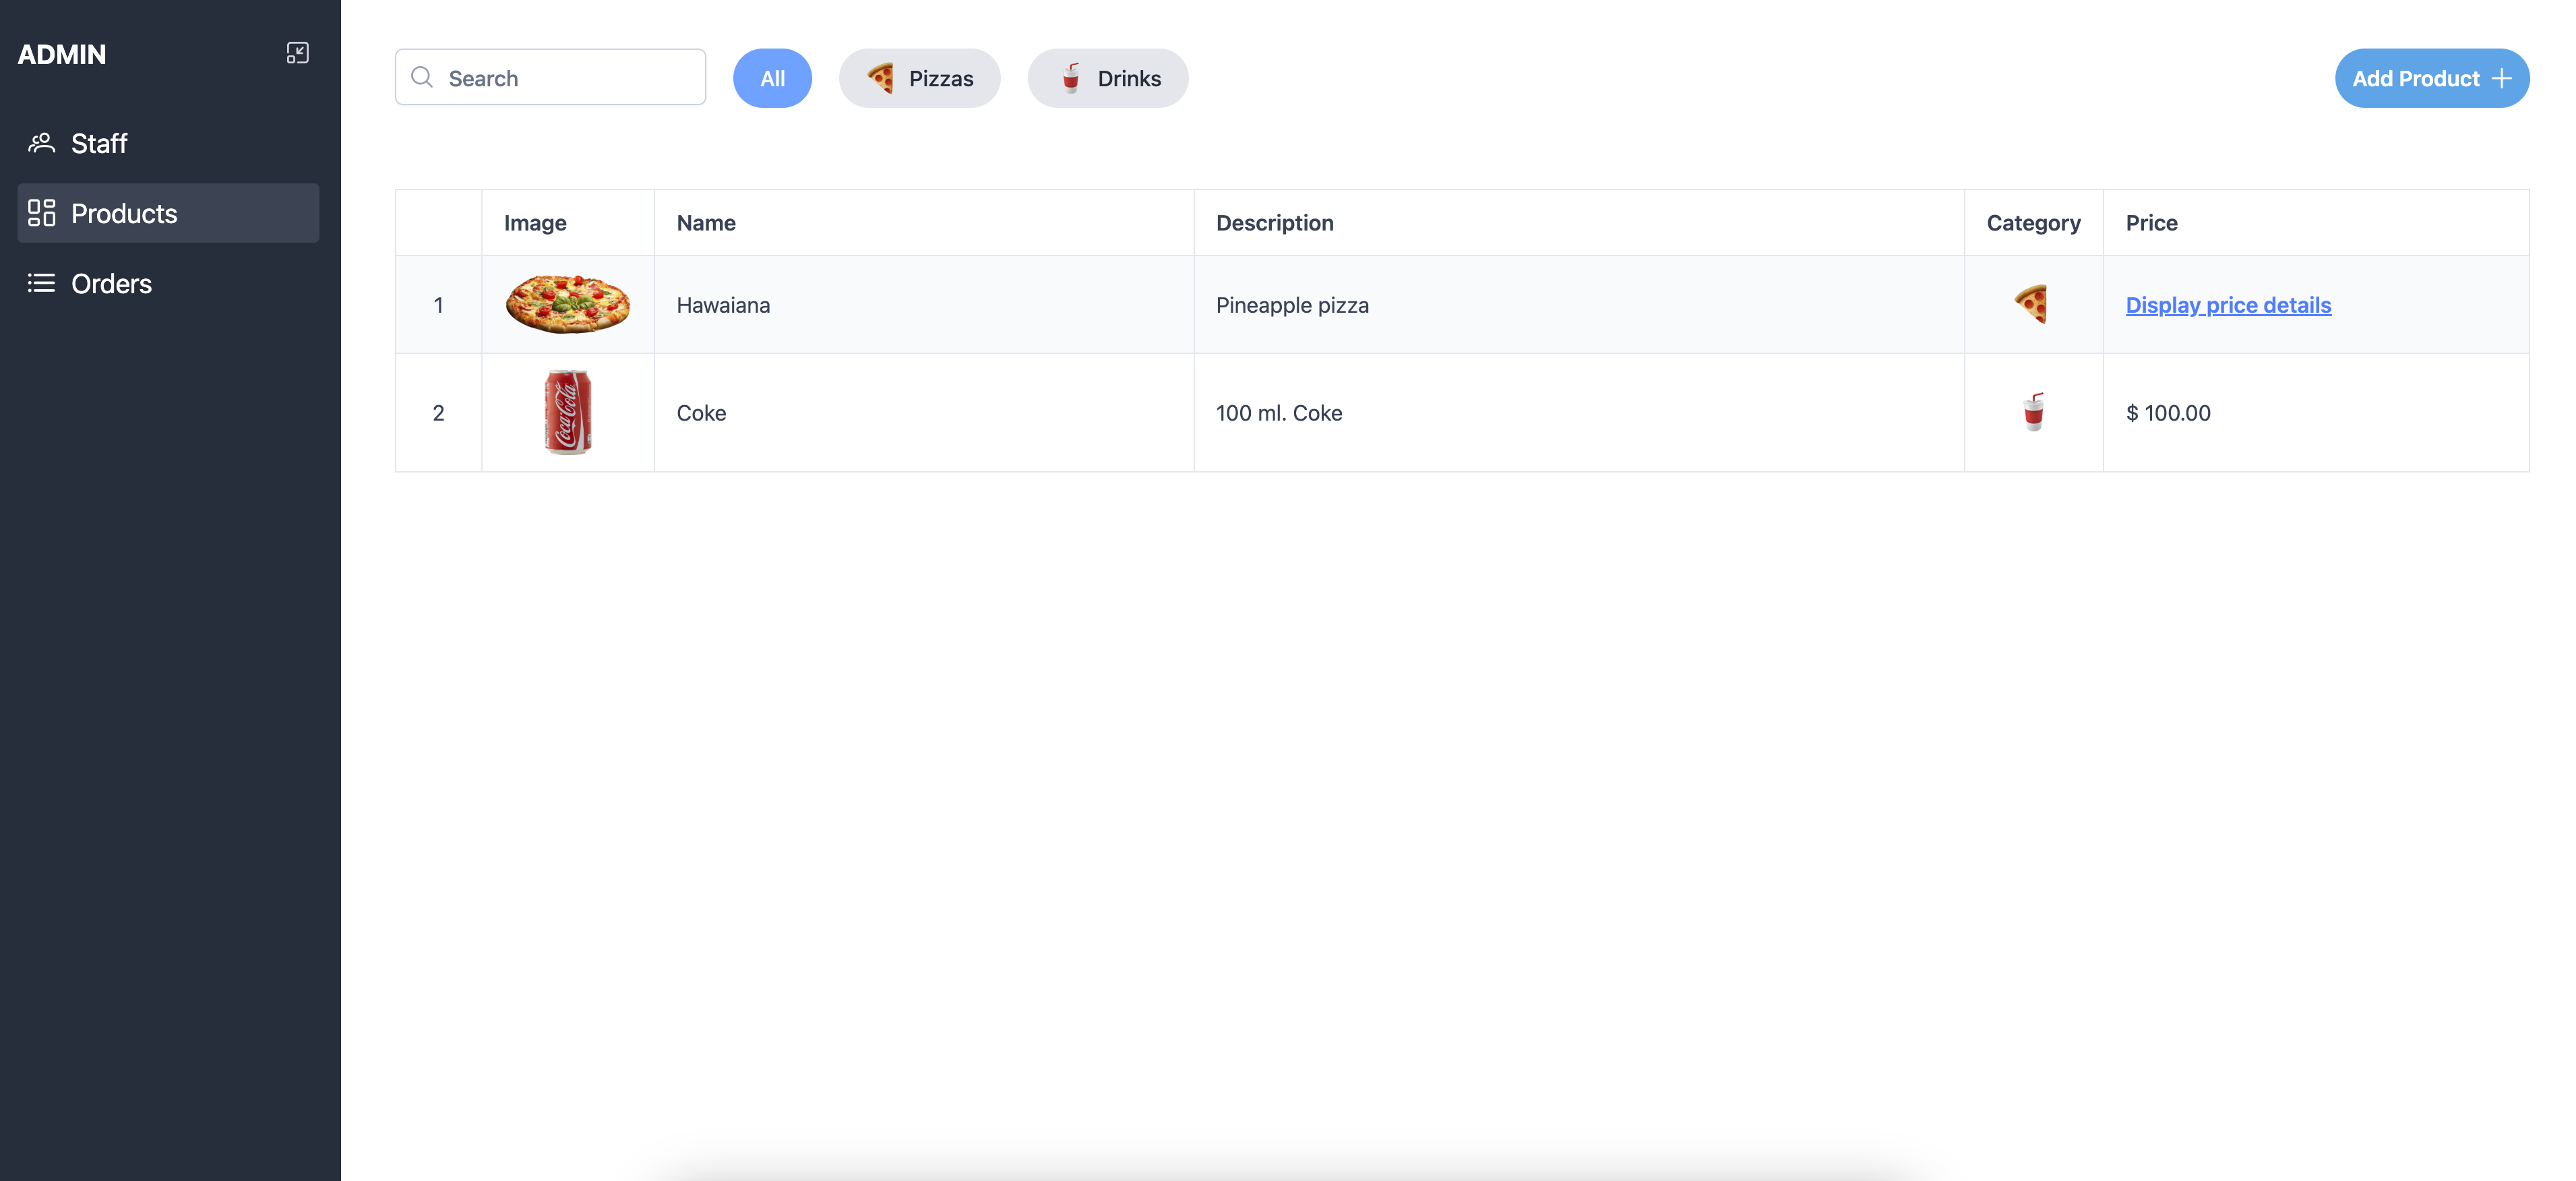 ADMIN
Staff
Products
Orders
Search
All
Pizzas
Drinks
Add Product
Image Name Description Category Price
1 Hawaiana Pineapple pizza Display price details
Coca-Cola
2 Coke 100 ml. Coke $ 100.00